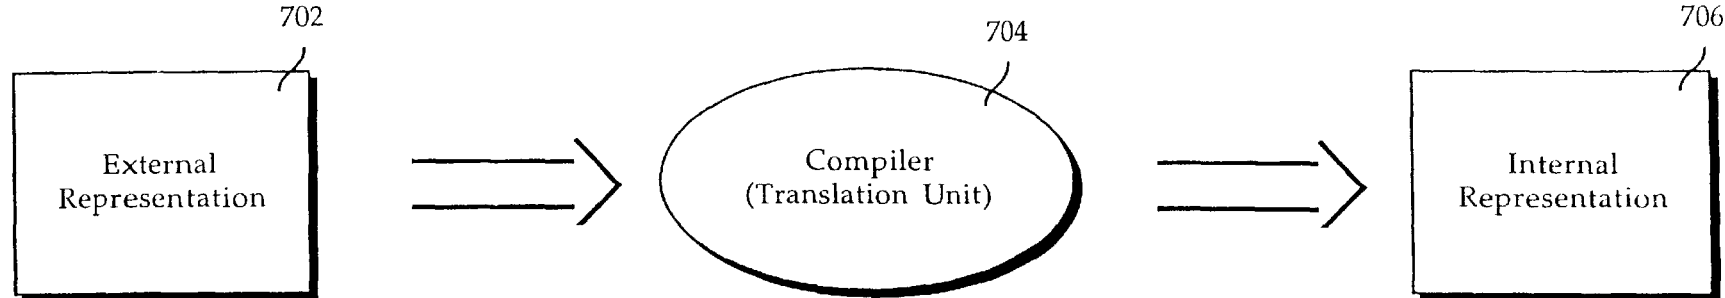 702
704
706
External
Representation
Compiler
(Translation Unit)
Internal
Representation